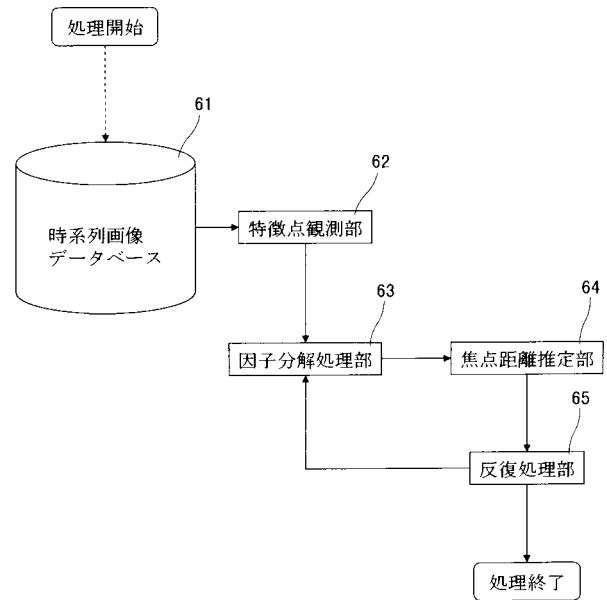 処理開始
61
時系列画像
データベース
62
特徴点観測部
63
因子分解処理部
64
焦点距離推定部
65
反復処理部
処理終了